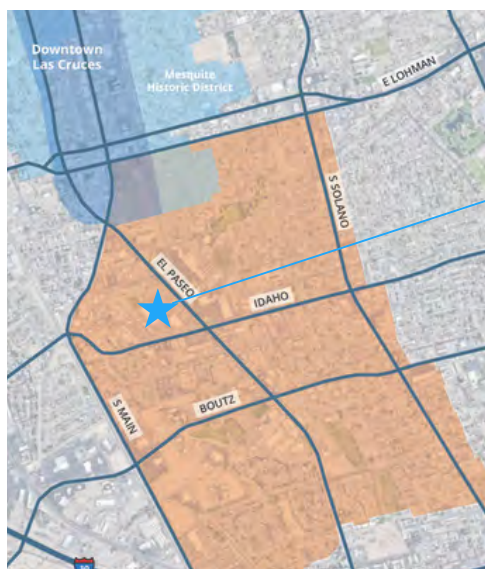 Downtown
Las Cruces
Mesquite
Historic District
E LOHMAN
S SOLANO
EL PASEO
IDAHO
BOUTZ
S MAIN